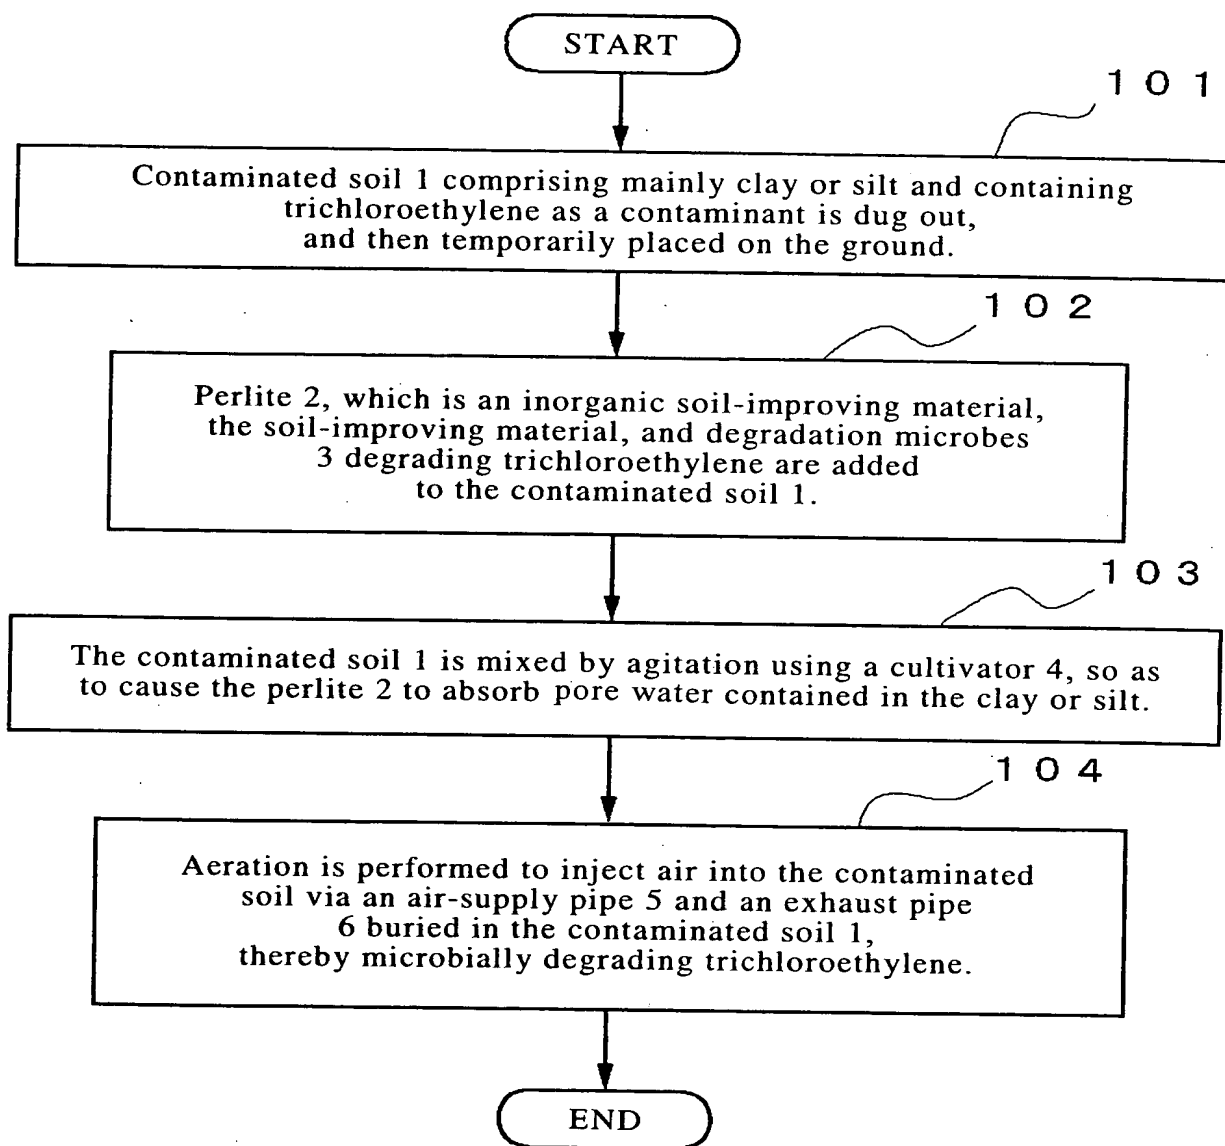 START
1 0 1
Contaminated soil 1 comprising mainly clay or silt and containing
trichloroethylene as a contaminant is dug out,
and then temporarily placed on the ground.
1 0 2
Perlite 2, which is an inorganic soil-improving material,
the soil-improving material, and degradation microbes
3 degrading trichloroethylene are added
to the contaminated soil 1.
1 0 3
The contaminated soil 1 is mixed by agitation using a cultivator 4, so as
to cause the perlite 2 to absorb pore water contained in the clay or silt.
1 0 4
Aeration is performed to inject air into the contaminated
soil via an air-supply pipe 5 and an exhaust pipe
6 buried in the contaminated soil 1,
thereby microbially degrading trichloroethylene.
END